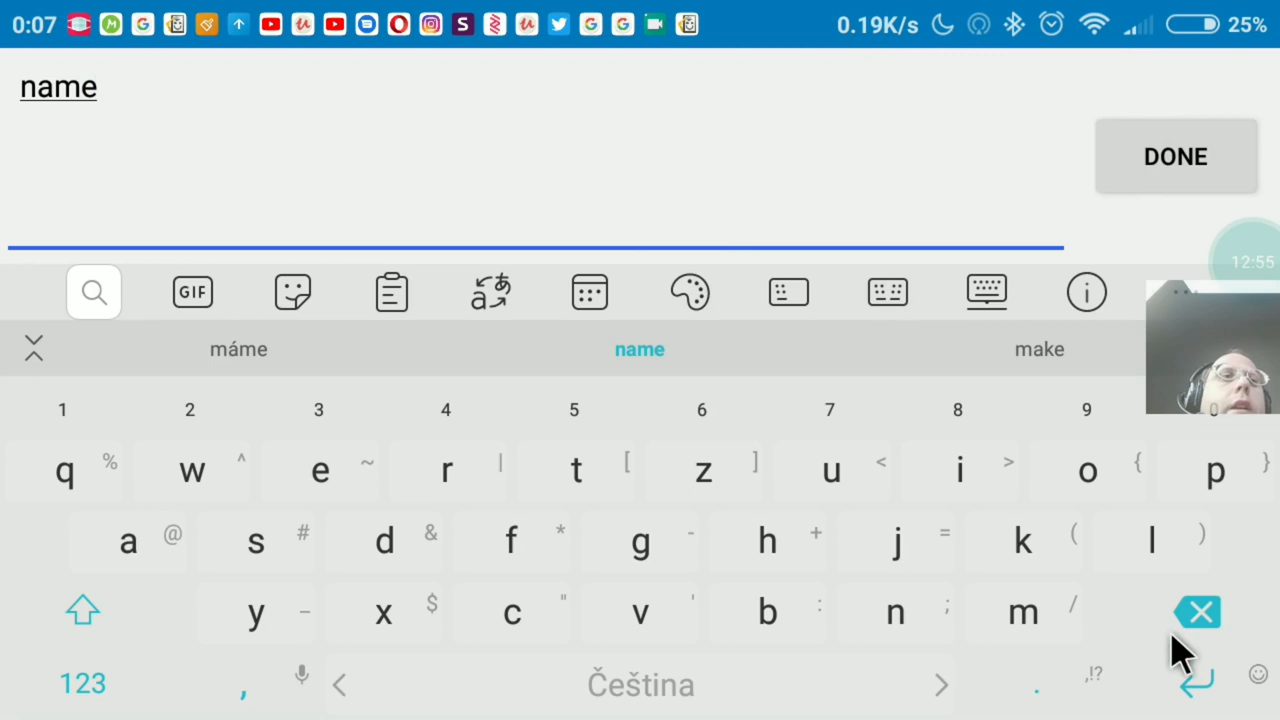 0:07 0.19K/s 25%
name
DONE
12:55
GIF
máme name make
1 2 3 4 5 6 7 8 9 0
q % w ^ e ~ r | t [ z ] u < i > o { p }
a @ s # d & f * g - h + j = k ( l )
y _ x $ c " v ' b : n ; m /
123 , < Čeština > . ,!?